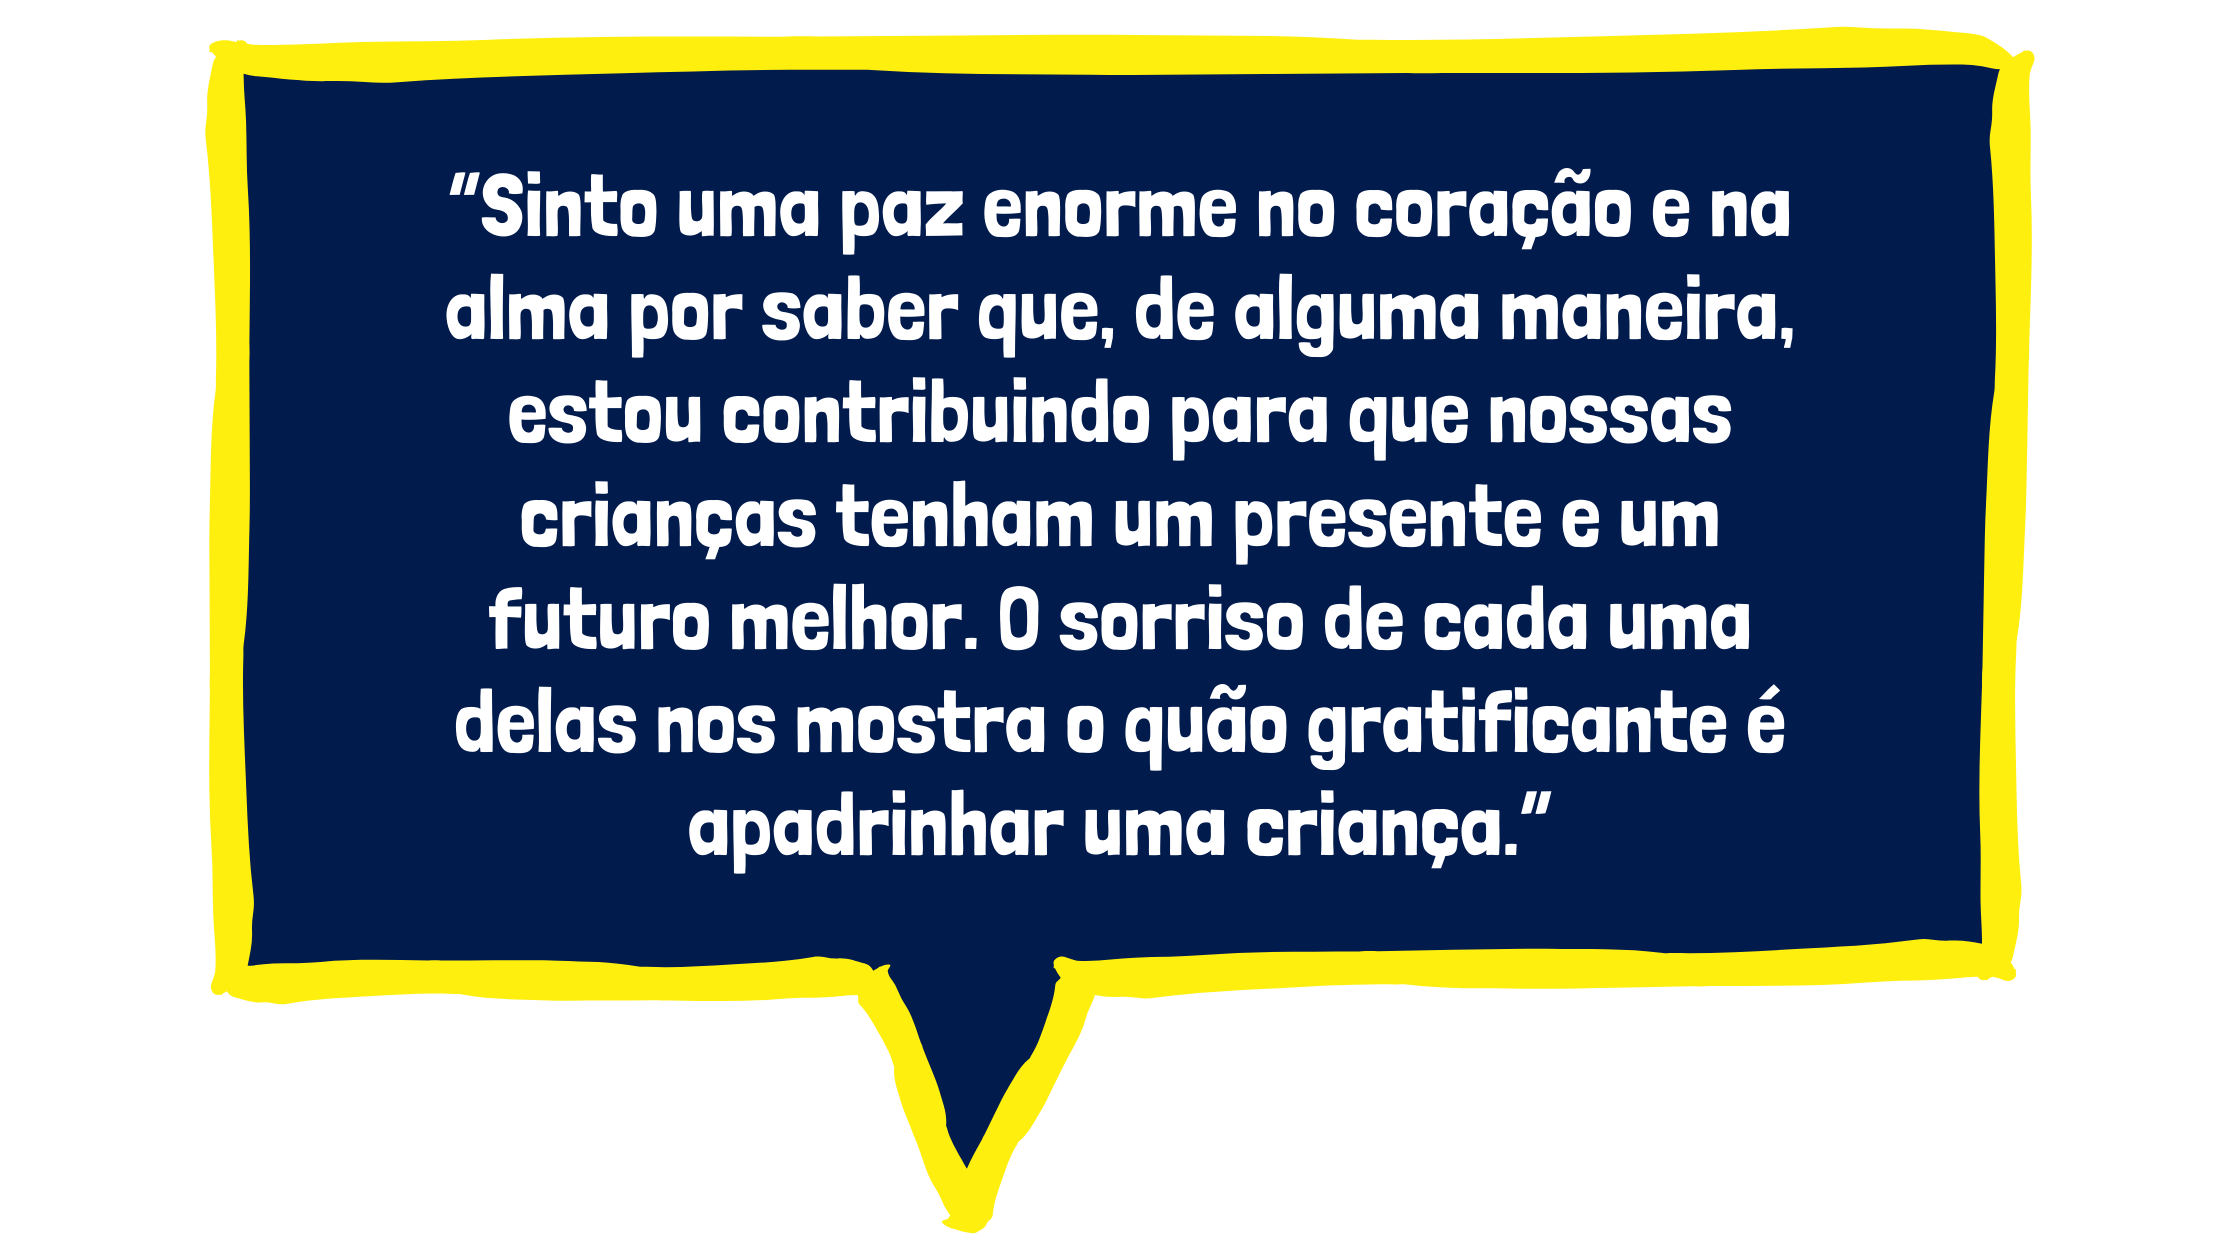 “Sinto uma paz enorme no coração e na
alma por saber que, de alguma maneira,
estou contribuindo para que nossas
crianças tenham um presente e um
futuro melhor. O sorriso de cada uma
delas nos mostra o quão gratificante é
apadrinhar uma criança.”